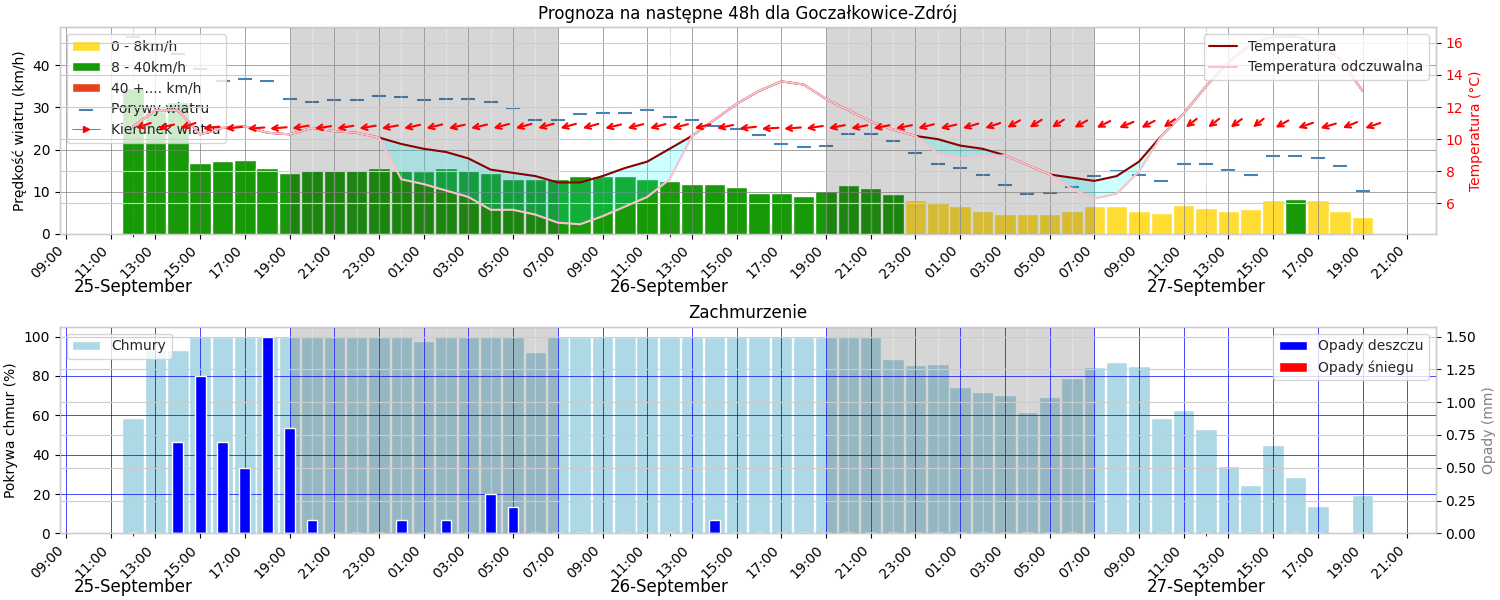 Prognoza na następne 48h dla Goczałkowice-Zdrój
0 - 8km/h
8 - 40km/h
40 +.... km/h
Porywy wiatru
Kierunek wiatru
Temperatura
Temperatura odczuwalna
Prędkość wiatru (km/h)
40
30
20
10
0
Temperatura (°C)
16
14
12
10
8
6
09:00 11:00 13:00 15:00 17:00 19:00 21:00 23:00 01:00 03:00 05:00 07:00 09:00 11:00 13:00 15:00 17:00 19:00 21:00 23:00 01:00 03:00 05:00 07:00 09:00 11:00 13:00 15:00 17:00 19:00 21:00
25-September 26-September 27-September
Zachmurzenie
Chmury
Opady deszczu
Opady śniegu
Pokrywa chmur (%)
100
80
60
40
20
0
Opady (mm)
1.50
1.25
1.00
0.75
0.50
0.25
0.00
09:00 11:00 13:00 15:00 17:00 19:00 21:00 23:00 01:00 03:00 05:00 07:00 09:00 11:00 13:00 15:00 17:00 19:00 21:00 23:00 01:00 03:00 05:00 07:00 09:00 11:00 13:00 15:00 17:00 19:00 21:00
25-September 26-September 27-September